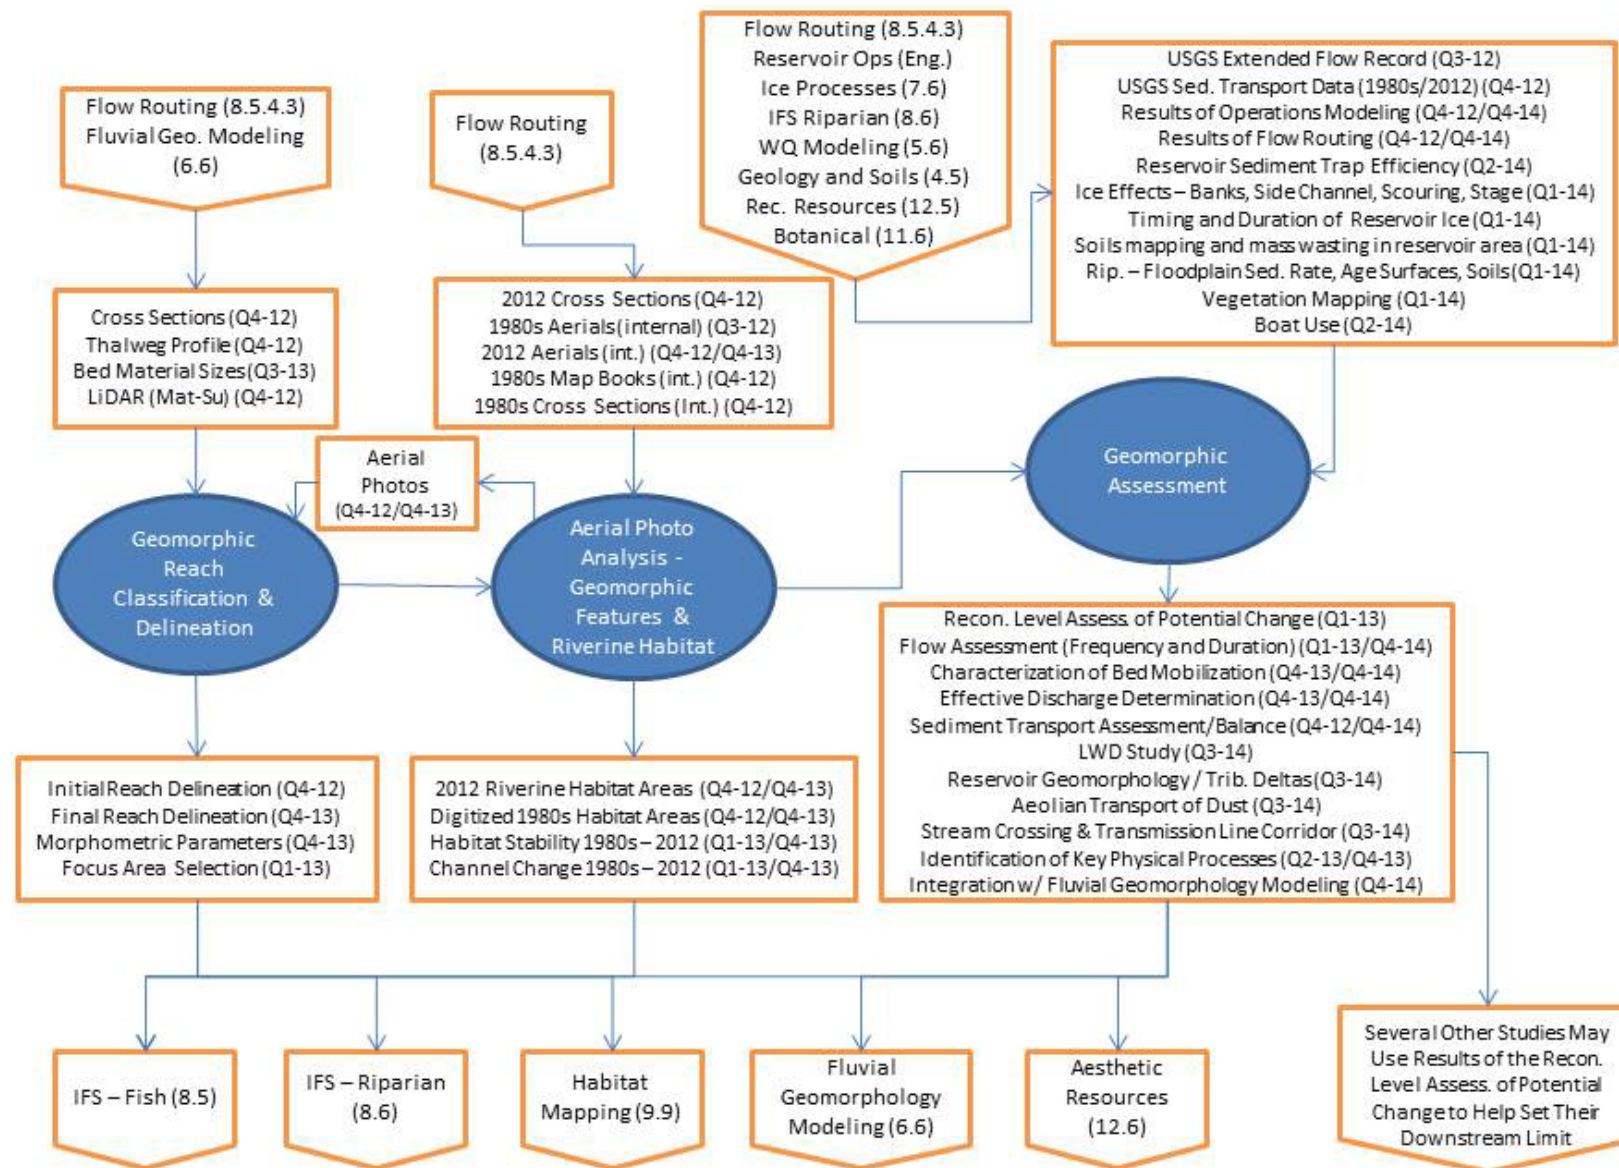 Flow Routing (8.5.4.3)
Fluvial Geo. Modeling
(6.6)
Flow Routing
(8.5.4.3)
Flow Routing (8.5.4.3)
Reservoir Ops (Eng.)
Ice Processes (7.6)
IFS Riparian (8.6)
WQ Modeling (5.6)
Geology and Soils (4.5)
Rec. Resources (12.5)
Botanical (11.6)
USGS Extended Flow Record (Q3-12)
USGS Sed. Transport Data (1980s/2012) (Q4-12)
Results of Operations Modeling (Q4-12/Q4-14)
Results of Flow Routing (Q4-12/Q4-14)
Reservoir Sediment Trap Efficiency (Q2-14)
Ice Effects – Banks, Side Channel, Scouring, Stage (Q1-14)
Timing and Duration of Reservoir Ice (Q1-14)
Soils mapping and mass wasting in reservoir area (Q1-14)
Rip. – Floodplain Sed. Rate, Age Surfaces, Soils (Q1-14)
Vegetation Mapping (Q1-14)
Boat Use (Q2-14)
Cross Sections (Q4-12)
Thalweg Profile (Q4-12)
Bed Material Sizes (Q3-13)
LiDAR (Mat-Su) (Q4-12)
2012 Cross Sections (Q4-12)
1980s Aerials (internal) (Q3-12)
2012 Aerials (int.) (Q4-12/Q4-13)
1980s Map Books (int.) (Q4-12)
1980s Cross Sections (Int.) (Q4-12)
Aerial
Photos
(Q4-12/Q4-13)
Geomorphic
Reach
Classification &
Delineation
Aerial Photo
Analysis -
Geomorphic
Features &
Riverine Habitat
Geomorphic
Assessment
Initial Reach Delineation (Q4-12)
Final Reach Delineation (Q4-13)
Morphometric Parameters (Q4-13)
Focus Area Selection (Q1-13)
2012 Riverine Habitat Areas (Q4-12/Q4-13)
Digitized 1980s Habitat Areas (Q4-12/Q4-13)
Habitat Stability 1980s – 2012 (Q1-13/Q4-13)
Channel Change 1980s – 2012 (Q1-13/Q4-13)
Recon. Level Assess. of Potential Change (Q1-13)
Flow Assessment (Frequency and Duration) (Q1-13/Q4-14)
Characterization of Bed Mobilization (Q4-13/Q4-14)
Effective Discharge Determination (Q4-13/Q4-14)
Sediment Transport Assessment/Balance (Q4-12/Q4-14)
LWD Study (Q3-14)
Reservoir Geomorphology / Trib. Deltas (Q3-14)
Aeolian Transport of Dust (Q3-14)
Stream Crossing & Transmission Line Corridor (Q3-14)
Identification of Key Physical Processes (Q2-13/Q4-13)
Integration w/ Fluvial Geomorphology Modeling (Q4-14)
IFS – Fish (8.5)
IFS – Riparian
(8.6)
Habitat
Mapping (9.9)
Fluvial
Geomorphology
Modeling (6.6)
Aesthetic
Resources
(12.6)
Several Other Studies May
Use Results of the Recon.
Level Assess. of Potential
Change to Help Set Their
Downstream Limit